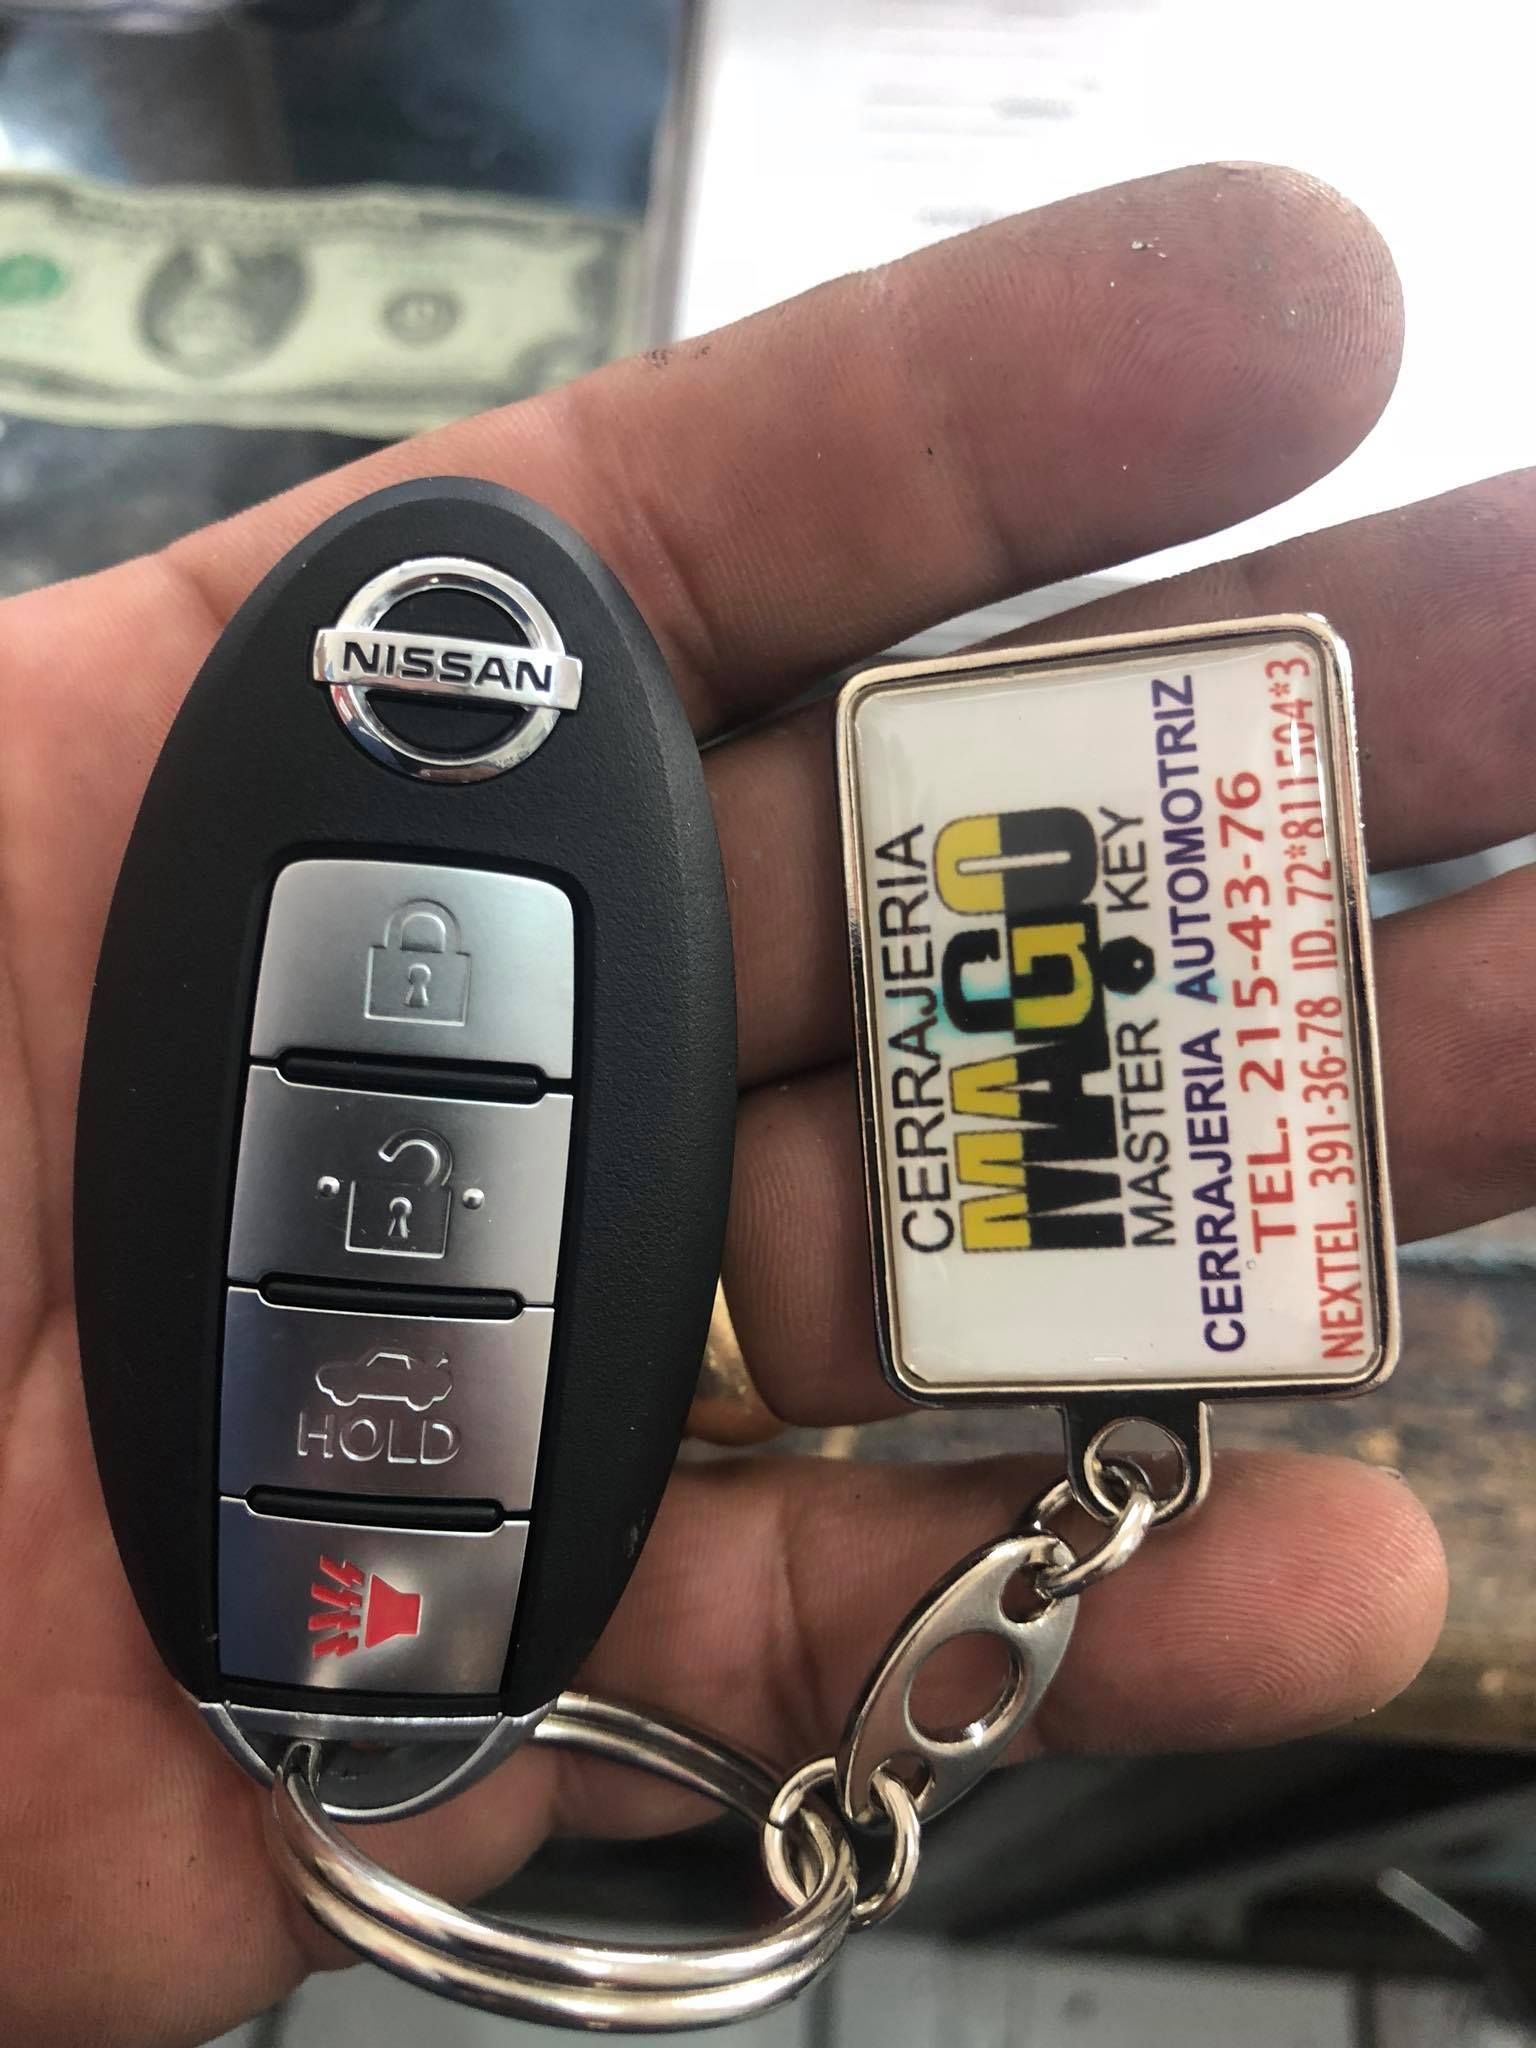 NISSAN
HOLD
CERRAJERIA
MAGO
MASTER KEY
CERRAJERIA AUTOMOTRIZ
TEL. 215-43-76
NEXTEL. 391-36-78 ID. 72*811504*3